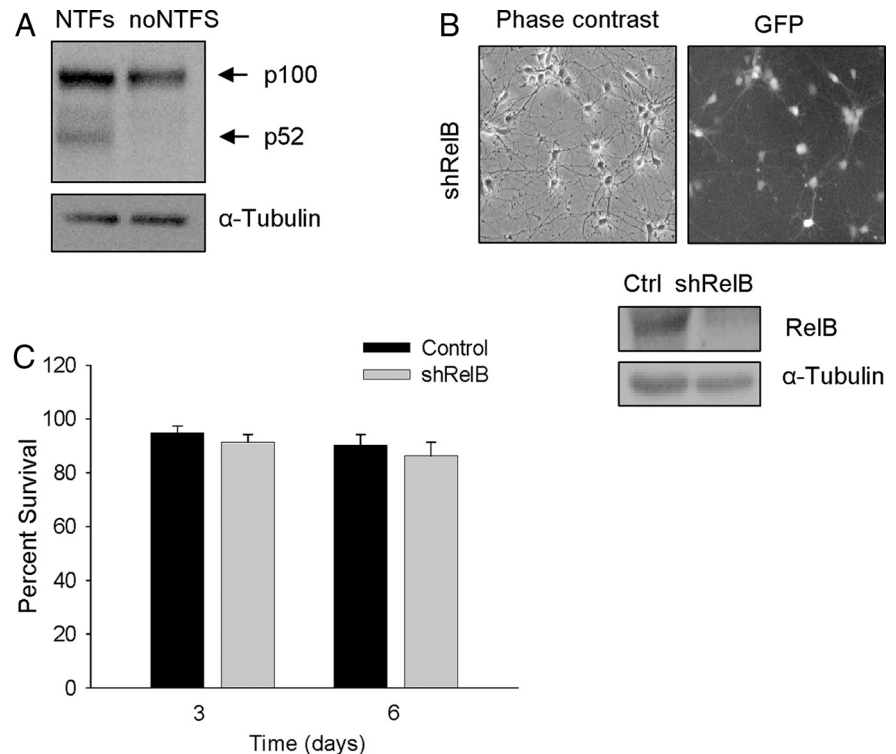 A
NTFs noNTFS
p100
p52
α-Tubulin
B
Phase contrast GFP
shRelB
Ctrl shRelB
RelB
α-Tubulin
C
Control
shRelB
120
100
80
60
40
20
0
Percent Survival
3 6
Time (days)